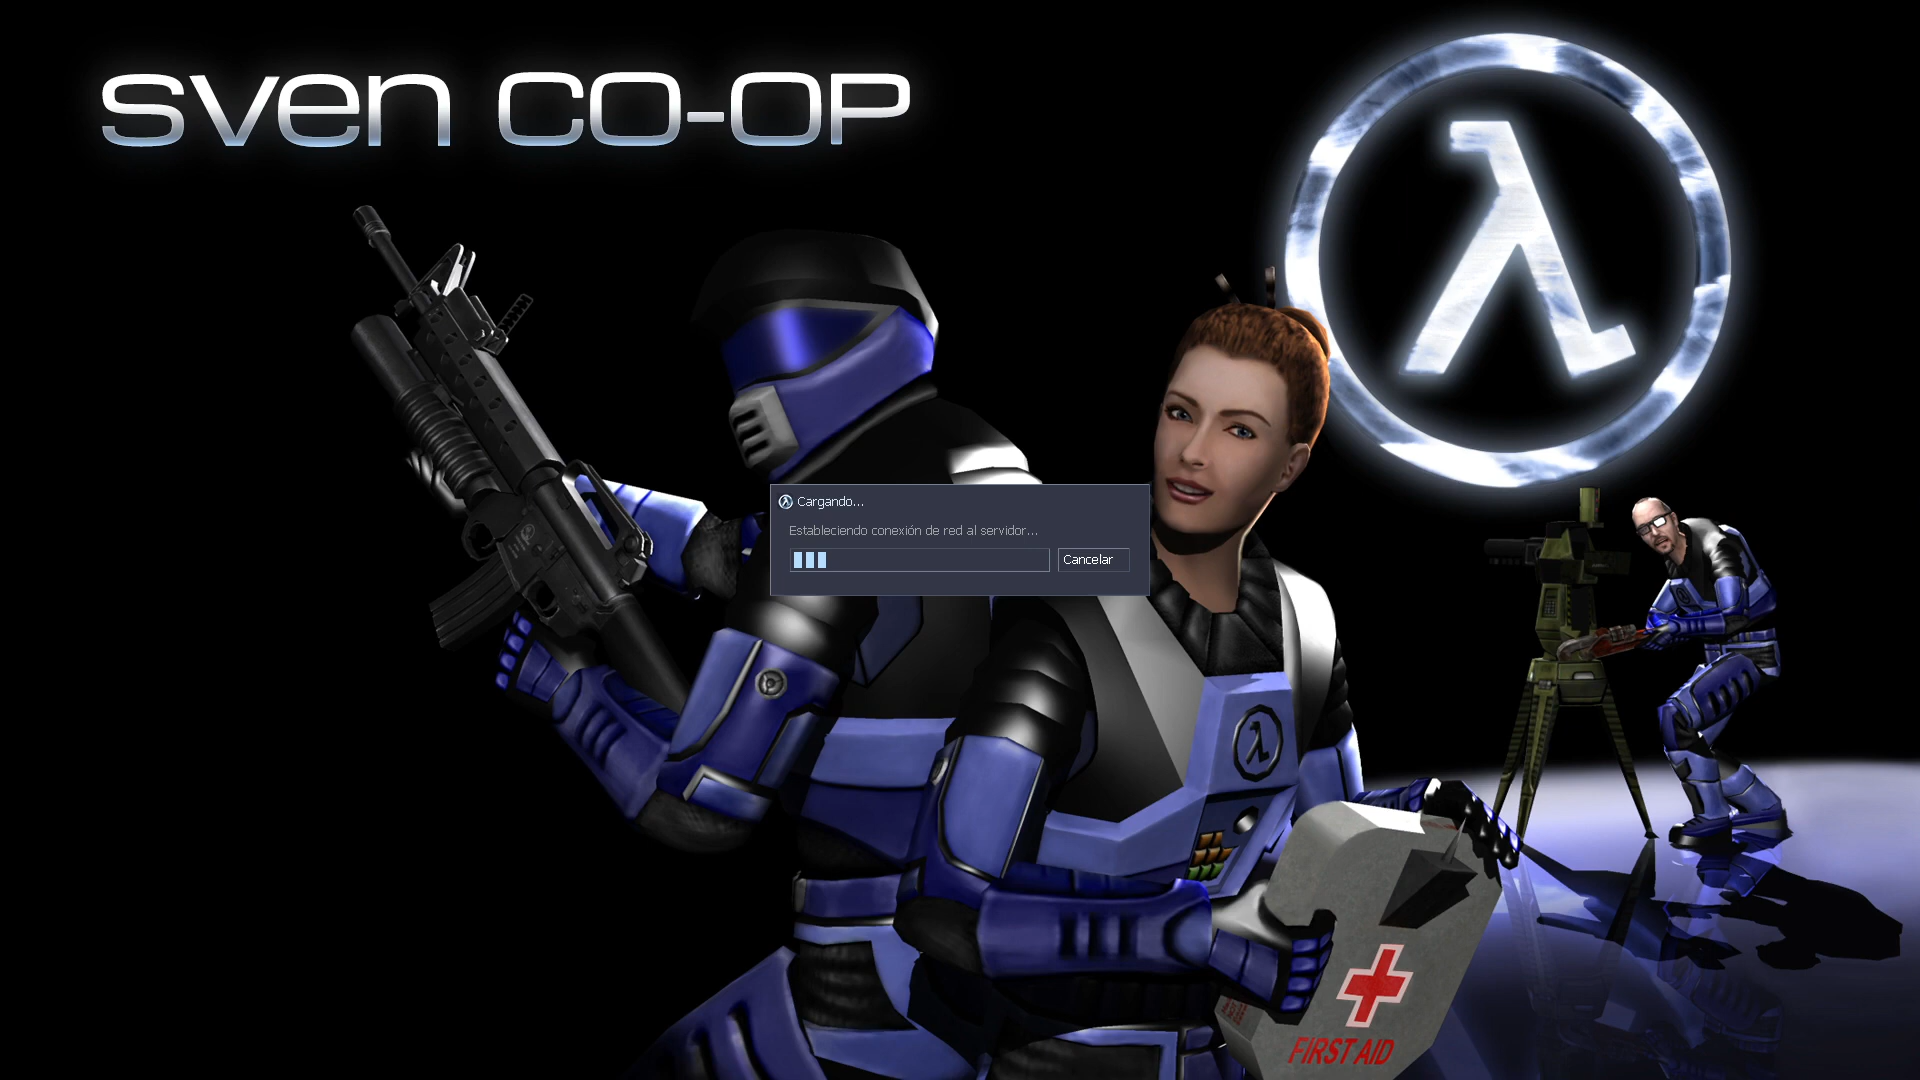 sven co-op
Cargando...
Estableciendo conexión de red al servidor...
Cancelar
FIRST AID